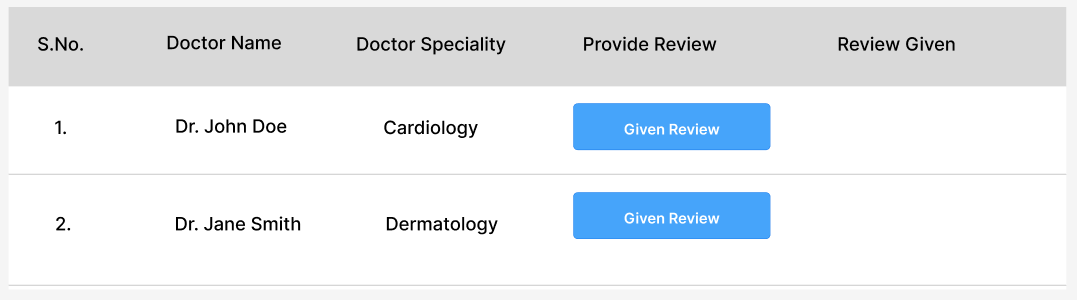 S.No. Doctor Name Doctor Speciality Provide Review Review Given
1. Dr. John Doe Cardiology Given Review
2. Dr. Jane Smith Dermatology Given Review